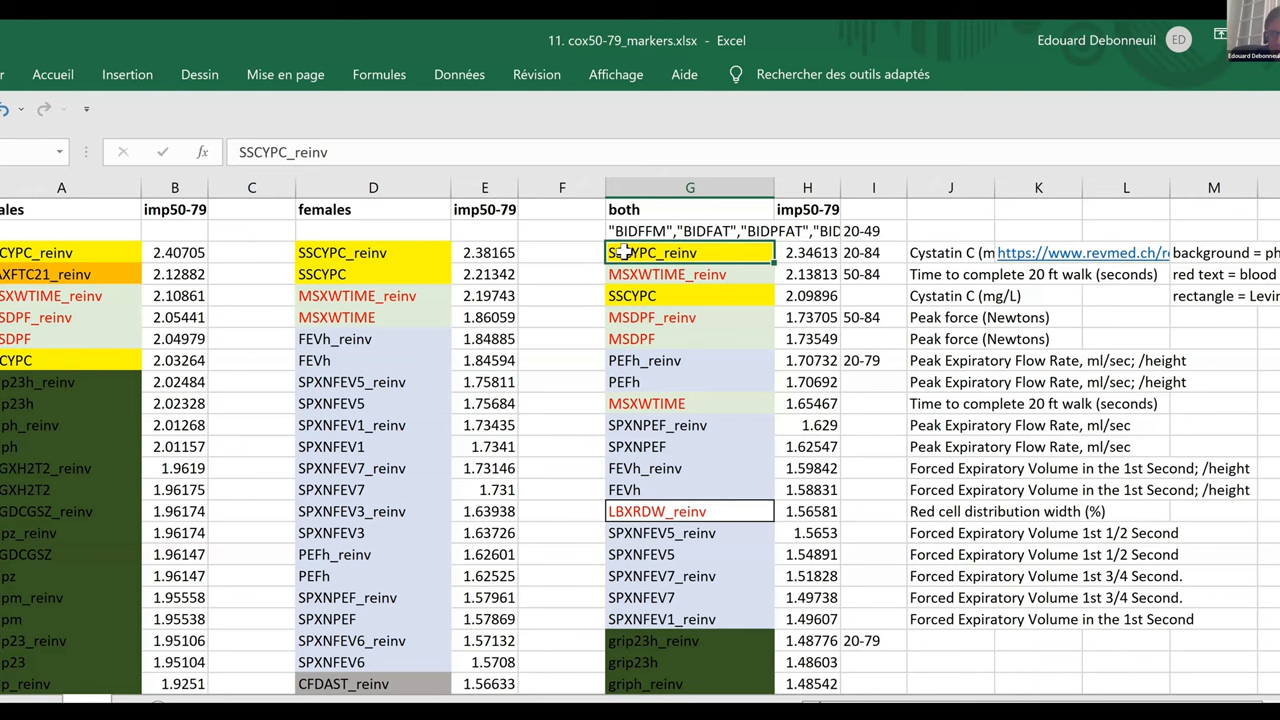 11. cox50-79_markers.xlsx - Excel
Edouard Debonneuil
ED
Edouard Debonneuil
Accueil Insertion Dessin Mise en page Formules Données Révision Affichage Aide Rechercher des outils adaptés
fx SSCYPC_reinv
A B C D E F G H I J K L M
ales imp50-79 females imp50-79 both imp50-79
"BIDFFM","BIDFAT","BIDPFAT","BID 20-49
CYPC_reinv 2.40705 SSCYPC_reinv 2.38165 SSCYPC_reinv 2.34613 50-84 Cystatin C (m https://www.revmed.ch/r background = ph
AXFTC21_reinv 2.12882 SSCYPC 2.21342 MSXWTIME_reinv 2.13813 50-84 Time to complete 20 ft walk (seconds) red text = blood
SXWTIME_reinv 2.10861 MSXWTIME_reinv 2.19743 SSCYPC 2.09896 Cystatin C (mg/L) rectangle = Levin
SDPF_reinv 2.05441 MSXWTIME 1.86059 MSDPF_reinv 1.73705 50-84 Peak force (Newtons)
SDPF 2.04979 FEVh_reinv 1.84885 MSDPF 1.73549 Peak force (Newtons)
CYPC 2.03264 FEVh 1.84594 PEFh_reinv 1.70732 20-79 Peak Expiratory Flow Rate, ml/sec; /height
p23h_reinv 2.02484 SPXNFEV5_reinv 1.75811 PEFh 1.70692 Peak Expiratory Flow Rate, ml/sec; /height
p23h 2.02328 SPXNFEV5 1.75684 MSXWTIME 1.65467 Time to complete 20 ft walk (seconds)
ph_reinv 2.01268 SPXNFEV1_reinv 1.73435 SPXNPEF_reinv 1.629 Peak Expiratory Flow Rate, ml/sec
ph 2.01157 SPXNFEV1 1.7341 SPXNPEF 1.62547 Peak Expiratory Flow Rate, ml/sec
GXH2T2_reinv 1.9619 SPXNFEV7_reinv 1.73146 FEVh_reinv 1.59842 Forced Expiratory Volume in the 1st Second; /height
GXH2T2 1.96175 SPXNFEV7 1.731 FEVh 1.58831 Forced Expiratory Volume in the 1st Second; /height
GDCGSZ_reinv 1.96174 SPXNFEV3_reinv 1.63938 LBXRDW_reinv 1.56581 Red cell distribution width (%)
pz_reinv 1.96174 SPXNFEV3 1.63726 SPXNFEV5_reinv 1.5653 Forced Expiratory Volume 1st 1/2 Second
GDCGSZ 1.96147 PEFh_reinv 1.62601 SPXNFEV5 1.54891 Forced Expiratory Volume 1st 1/2 Second
pz 1.96147 PEFh 1.62525 SPXNFEV7_reinv 1.51828 Forced Expiratory Volume 1st 3/4 Second.
pm_reinv 1.95558 SPXNPEF_reinv 1.57961 SPXNFEV7 1.49738 Forced Expiratory Volume 1st 3/4 Second.
pm 1.95538 SPXNPEF 1.57869 SPXNFEV1_reinv 1.49607 Forced Expiratory Volume in the 1st Second
p23_reinv 1.95106 SPXNFEV6_reinv 1.57132 grip23h_reinv 1.48776 20-79
p23 1.95104 SPXNFEV6 1.5708 grip23h 1.48603
p_reinv 1.9251 CFDAST_reinv 1.56633 griph_reinv 1.48542